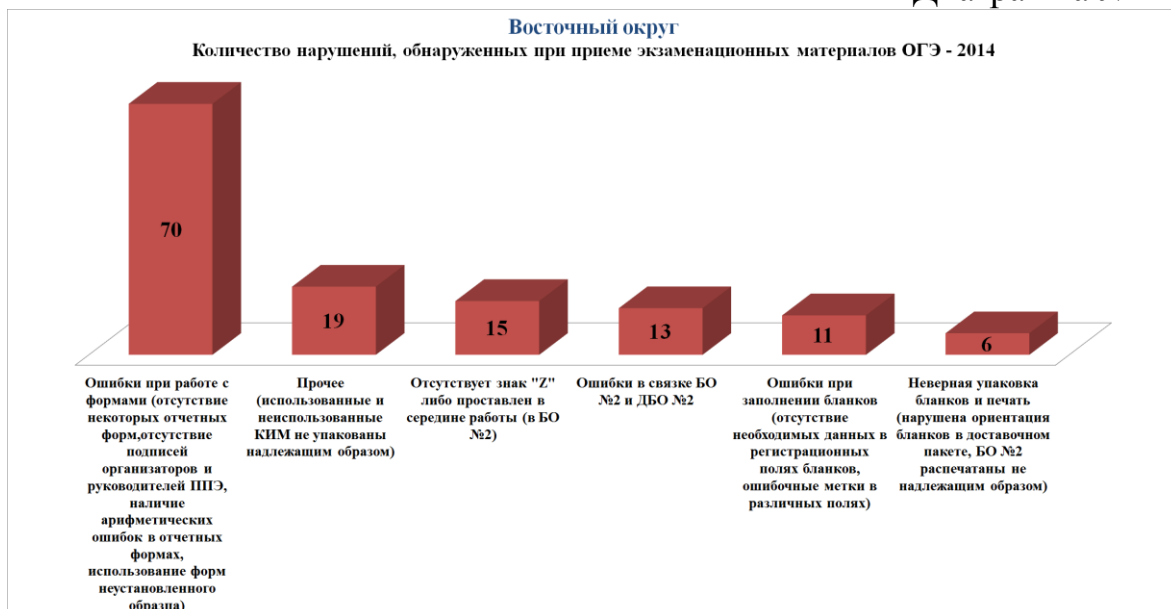 Восточный округ
Количество нарушений, обнаруженных при приеме экзаменационных материалов ОГЭ - 2014
70
19
15
13
11
6
Ошибки при работе с
формами (отсутствие
некоторых отчетных
форм,отсутствие
подписей
организаторов и
руководителей ППЭ,
наличие
арифметических
ошибок в отчетных
формах,
использование форм
неустановленного
образца)
Прочее
(использованные и
неиспользованные
КИМ не упакованы
надлежащим образом)
Отсутствует знак "Z"
либо проставлен в
середине работы (в БО
№2)
Ошибки в связке БО
№2 и ДБО №2
Ошибки при
заполнении бланков
(отсутствие
необходимых данных в
регистрационных
полях бланков,
ошибочные метки в
различных полях)
Неверная упаковка
бланков и печать
(нарушена ориентация
бланков в доставочном
пакете, БО №2
распечатаны не
надлежащим образом)